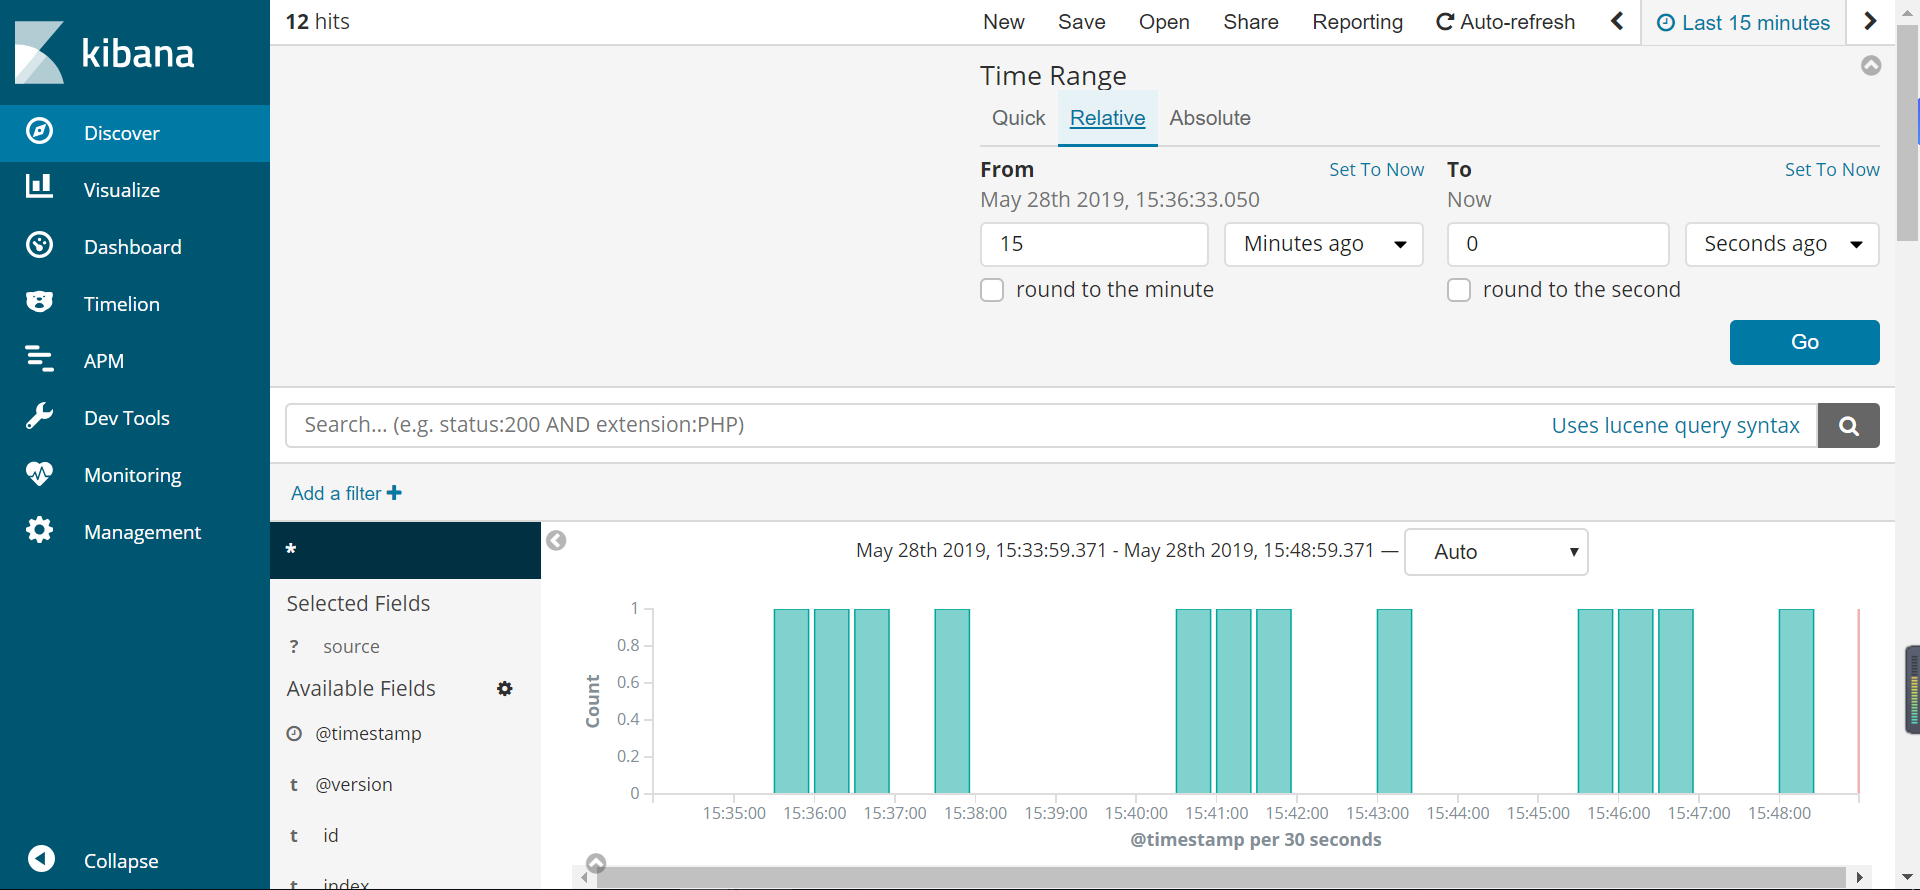 kibana
Discover
Visualize
Dashboard
Timelion
APM
Dev Tools
Monitoring
Management
Collapse
12 hits
New Save Open Share Reporting Auto-refresh Last 15 minutes
Time Range
Quick Relative Absolute
From Set To Now To Set To Now
May 28th 2019, 15:36:33.050 Now
15 Minutes ago 0 Seconds ago
round to the minute round to the second
Go
Search... (e.g. status:200 AND extension:PHP) Uses lucene query syntax
Add a filter +
*
Selected Fields
? source
Available Fields
@timestamp
t @version
t id
t index
May 28th 2019, 15:33:59.371 - May 28th 2019, 15:48:59.371 — Auto
Count
1
0.8
0.6
0.4
0.2
0
15:35:00 15:36:00 15:37:00 15:38:00 15:39:00 15:40:00 15:41:00 15:42:00 15:43:00 15:44:00 15:45:00 15:46:00 15:47:00 15:48:00
@timestamp per 30 seconds